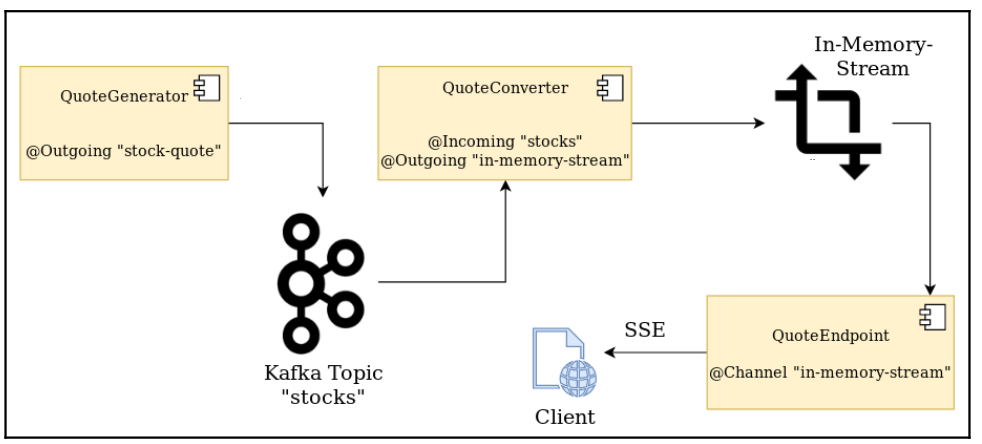 QuoteGenerator
@Outgoing "stock-quote"
Kafka Topic
"stocks"
QuoteConverter
@Incoming "stocks"
@Outgoing "in-memory-stream"
In-Memory-
Stream
QuoteEndpoint
@Channel "in-memory-stream"
SSE
Client